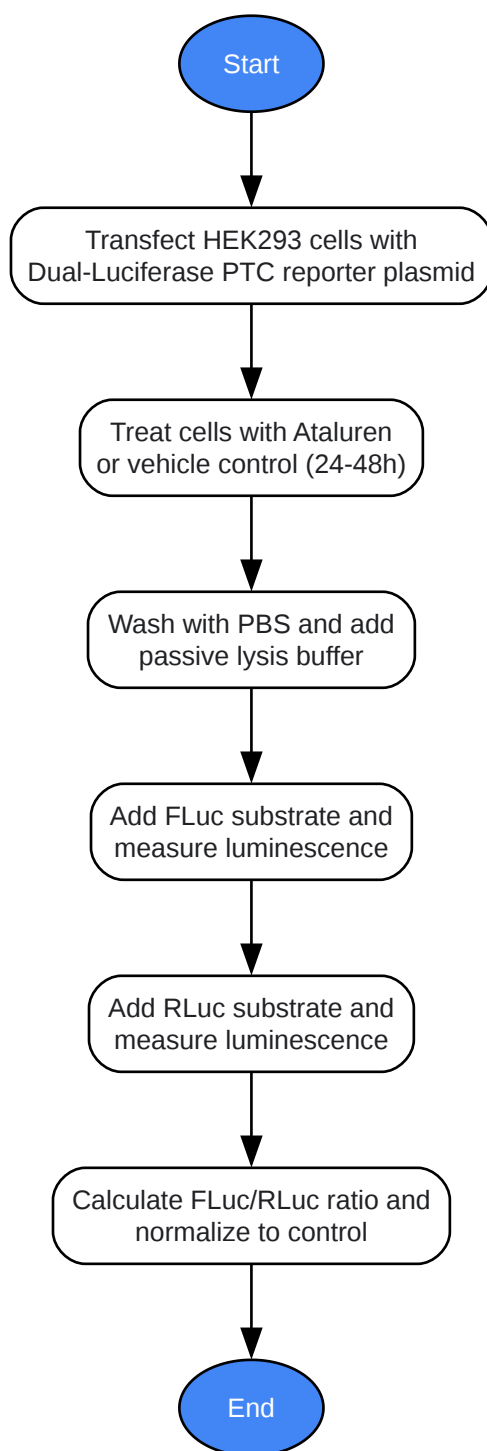 Start
Transfect HEK293 cells with
Dual-Luciferase PTC reporter plasmid
Treat cells with Ataluren
or vehicle control (24-48h)
Wash with PBS and add
passive lysis buffer
Add FLuc substrate and
measure luminescence
Add RLuc substrate and
measure luminescence
Calculate FLuc/RLuc ratio and
normalize to control
End